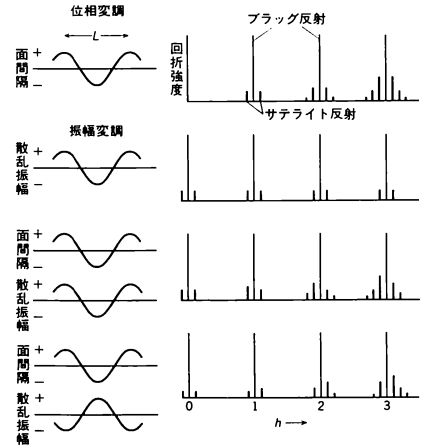 位相変調
面間隔
+
L
−
回折強度
ブラッグ反射
サテライト反射
振幅変調
散乱振幅
+
−
面間隔
+
−
散乱振幅
+
−
面間隔
+
−
散乱振幅
+
−
0 1 2 3
h